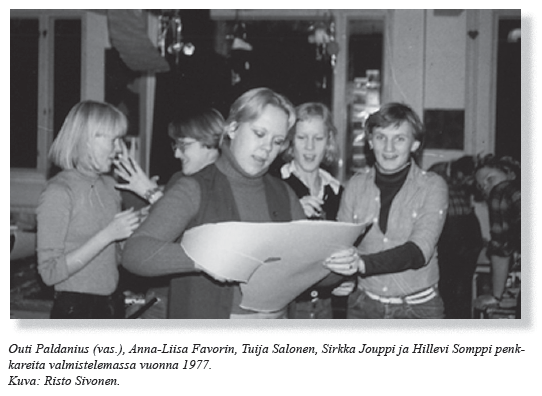 Outi Paldanius (vas.), Anna-Liisa Favorin, Tuija Salonen, Sirkka Jouppi ja Hillevi Somppi penk-
kareita valmistelemassa vuonna 1977.
Kuva: Risto Sivonen.